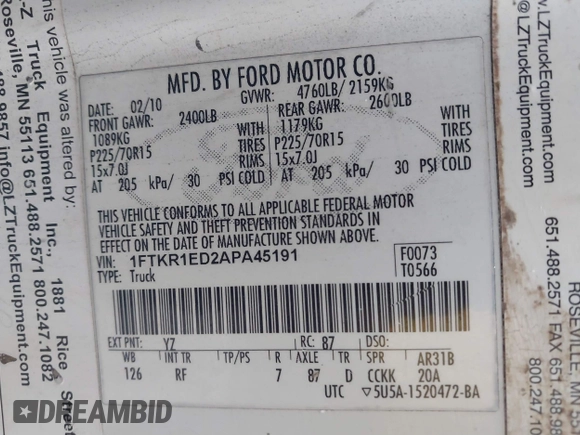 MFD. BY FORD MOTOR CO.
DATE: 02/10 GVWR: 4760LB/ 2159KG
FRONT GAWR: 2400LB REAR GAWR: 2600LB
1089KG WITH 1179KG WITH
P225/70R15 TIRES P225/70R15 TIRES
15x7.0J RIMS 15x7.0J RIMS
AT 205 kPa/ 30 PSI COLD AT 205 kPa/ 30 PSI COLD
THIS VEHICLE CONFORMS TO ALL APPLICABLE FEDERAL MOTOR
VEHICLE SAFETY AND THEFT PREVENTION STANDARDS IN
EFFECT ON THE DATE OF MANUFACTURE SHOWN ABOVE.
VIN: 1FTKR1ED2APA45191 F0073
TYPE: Truck T0566
EXT PNT: YZ RC: 87 DSO:
WB INT TR TP/PS R AXLE TR SPR AR31B
126 RF 7 87 D CCKK 20A
UTC ▽5U5A-1520472-BA
This vehicle was altered by:
-Z Truck Equipment Inc., 1881 Rice Street
Roseville, MN 55113 651.488.2571 800.247.1082
488.9857 info@LZTruckEquipment.com
www.LZTruckEquipment.com
ROSEVILLE, MN
651.488.2571 FAX 651.488.98
800.247.10
DREAMBID